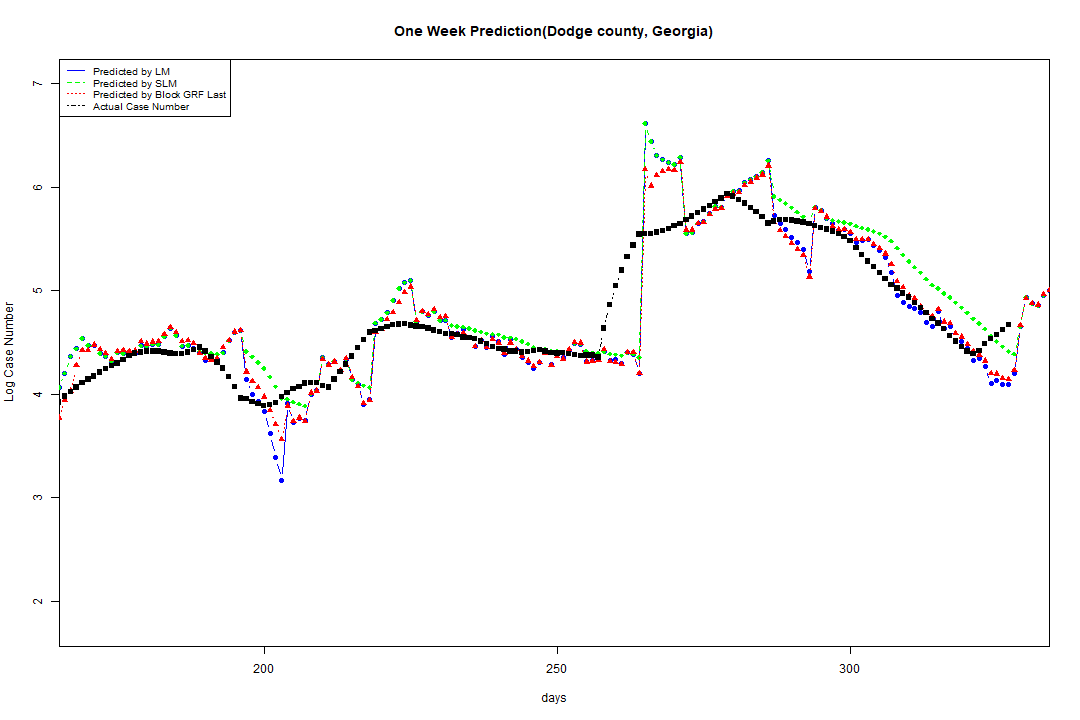 One Week Prediction(Dodge county, Georgia)
Predicted by LM
Predicted by SLM
Predicted by Block GRF Last
Actual Case Number
7
6
5
4
3
2
Log Case Number
200 250 300
days